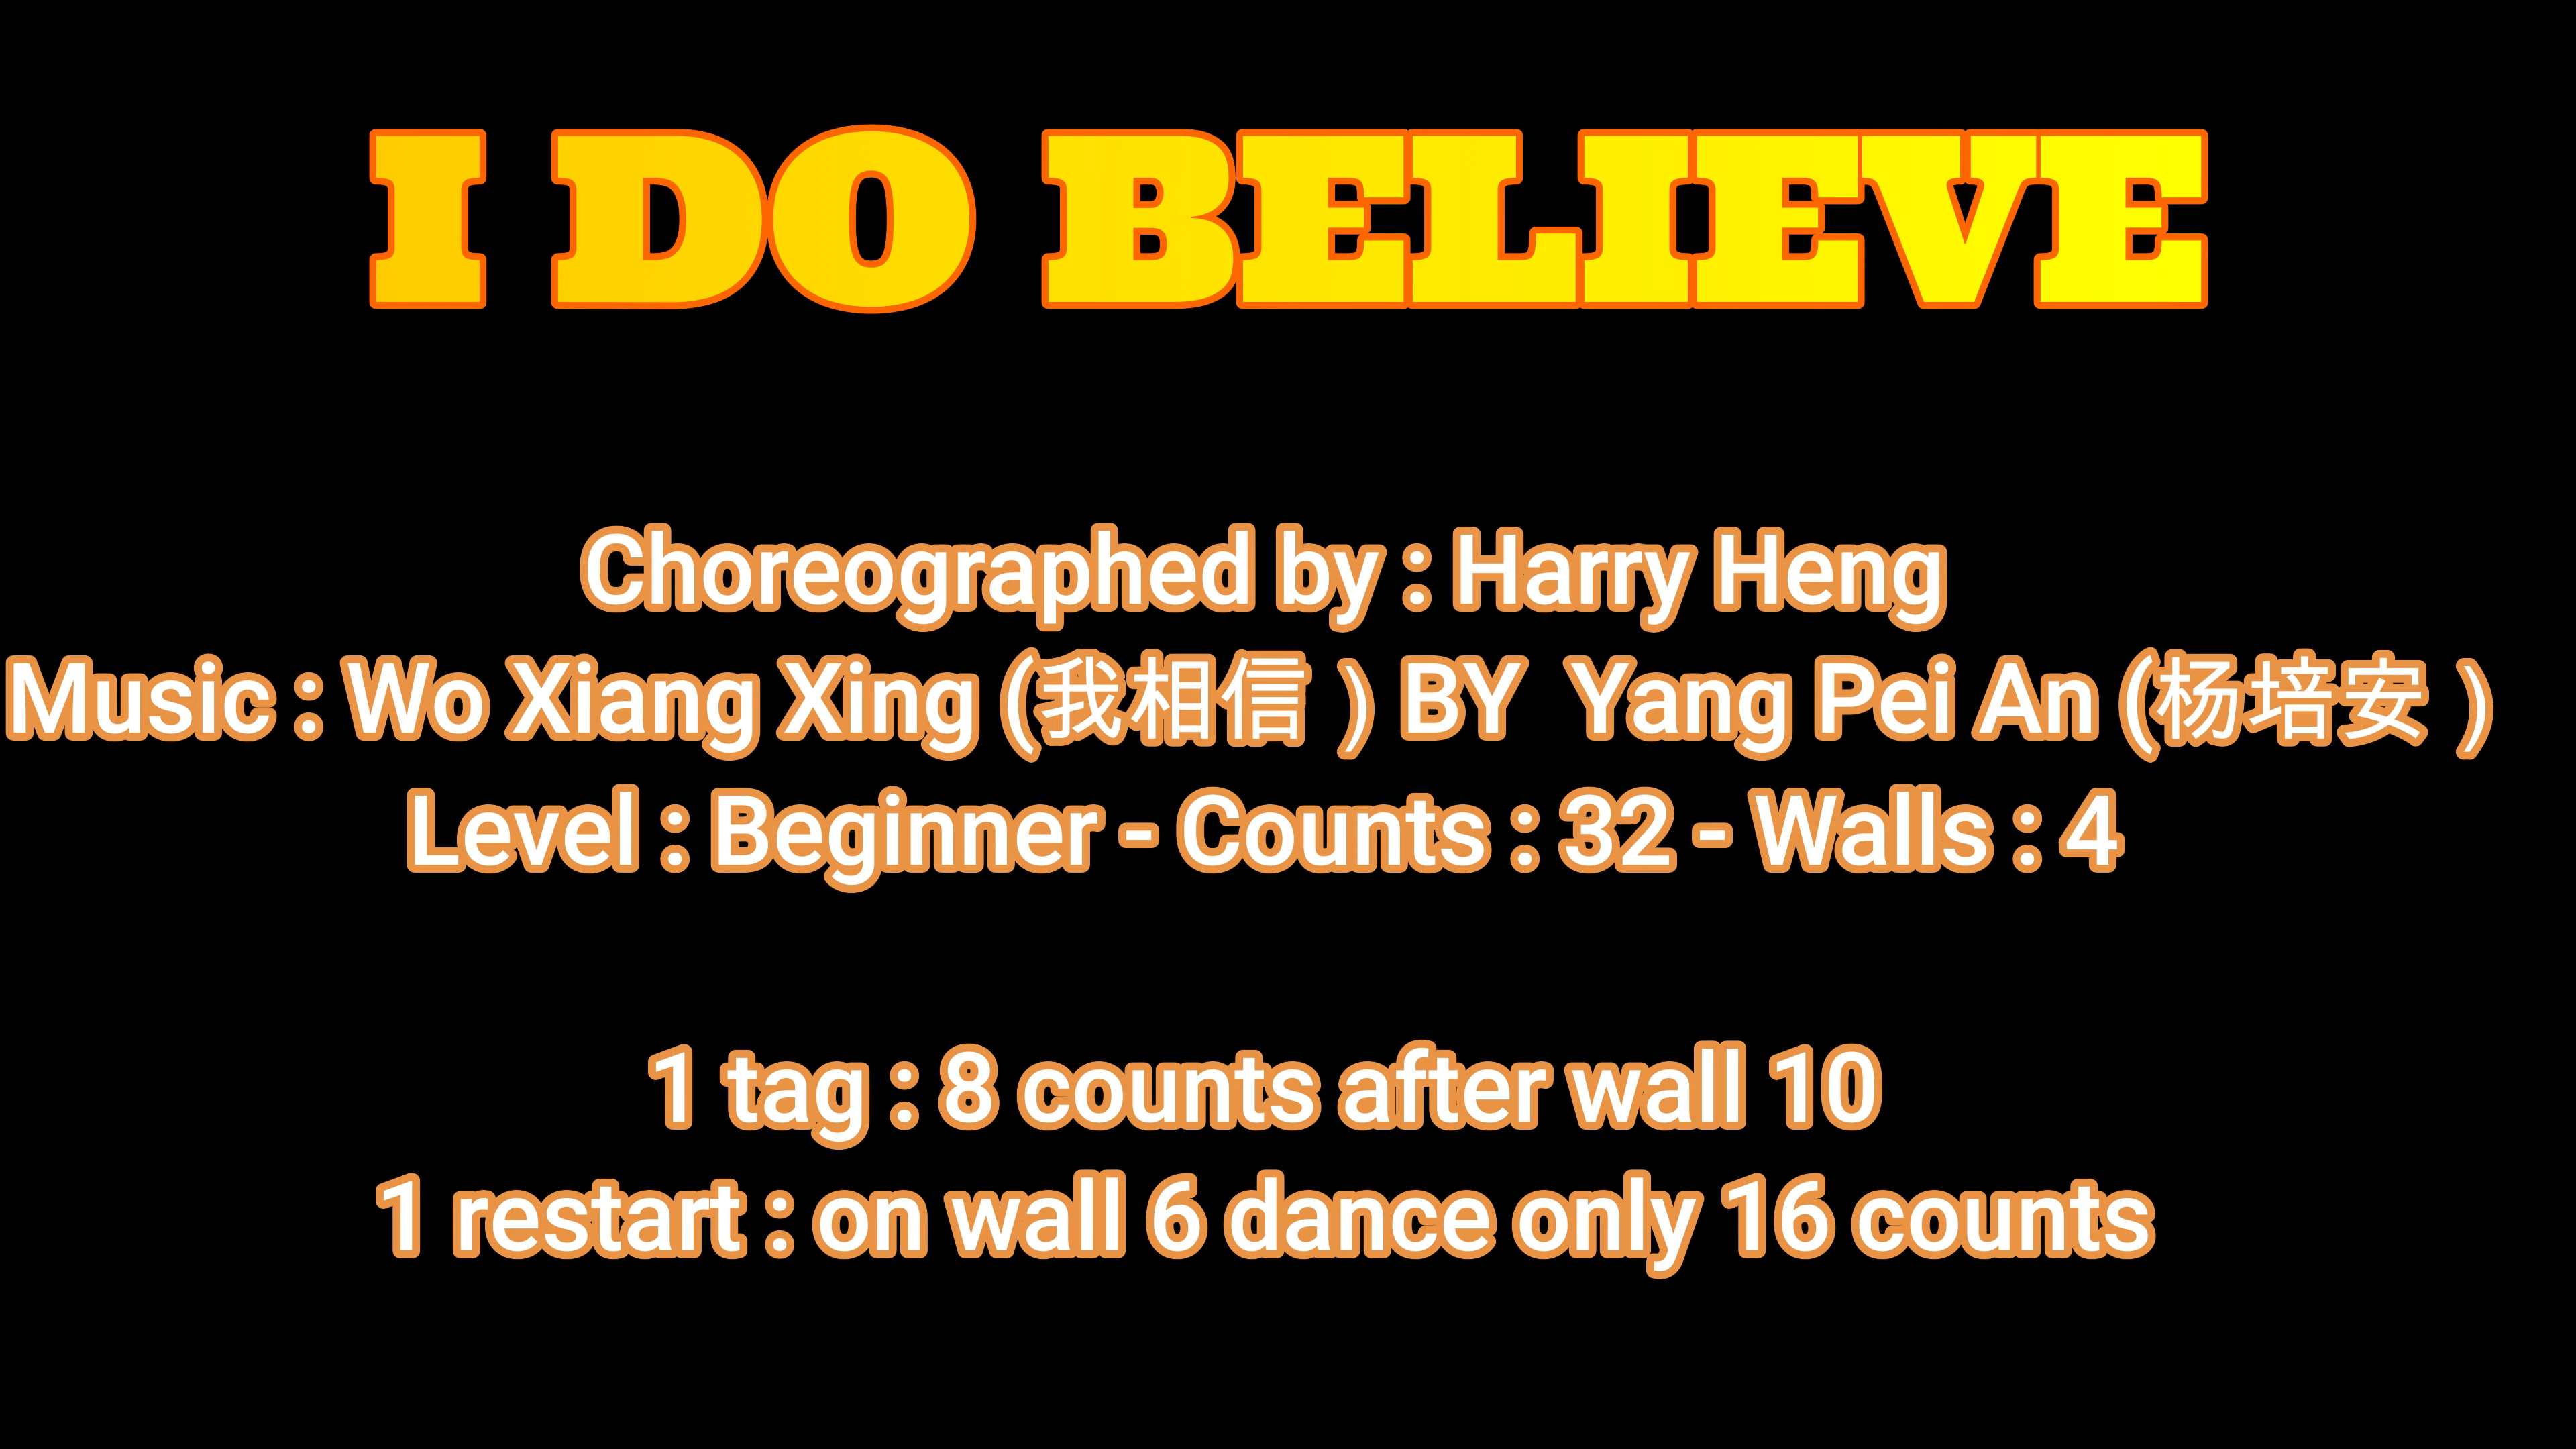 I DO BELIEVE
Choreographed by : Harry Heng
Music : Wo Xiang Xing (我相信 ) BY  Yang Pei An (杨培安 )
Level : Beginner - Counts : 32 - Walls : 4
1 tag : 8 counts after wall 10
1 restart : on wall 6 dance only 16 counts